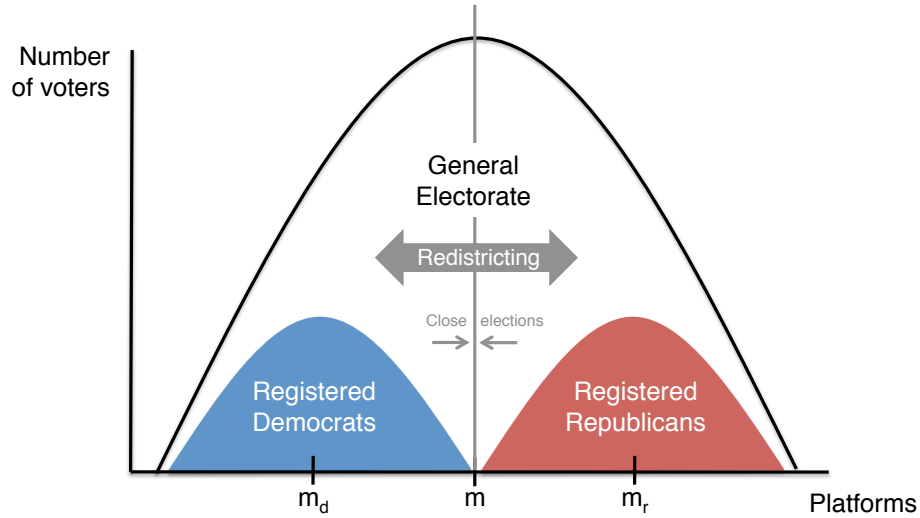 Number
of voters
General
Electorate
Redistricting
Close elections
Registered
Democrats
Registered
Republicans
m_d
m
m_r
Platforms